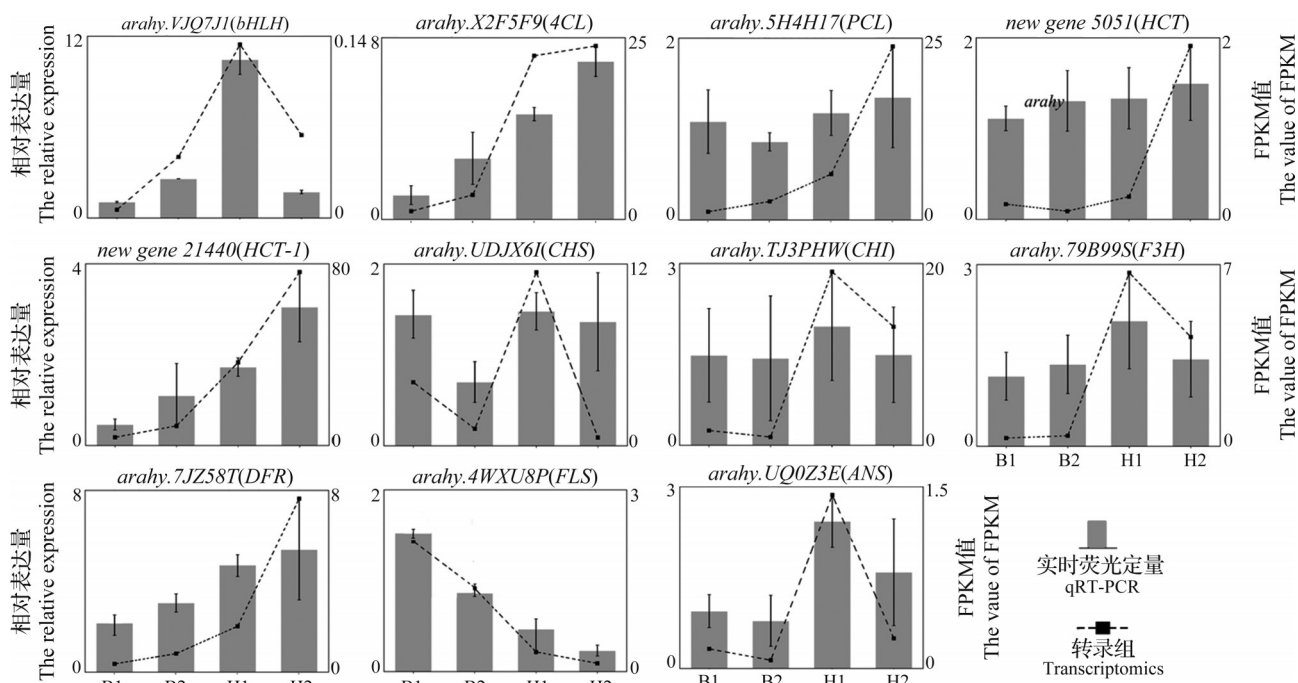 arahy.VJQ7J1(bHLH)
arahy.X2F5F9(4CL)
arahy.5H4H17(PCL)
new gene 5051(HCT)
相对表达量
The relative expression
12
0
0.14
0
8
0
25
0
2
0
25
0
2
0
arahy
2
0
FPKM值
The value of FPKM
new gene 21440(HCT-1)
arahy.UDJX6I(CHS)
arahy.TJ3PHW(CHI)
arahy.79B99S(F3H)
相对表达量
The relative expression
4
0
80
0
2
0
12
0
3
0
20
0
3
0
7
0
B1 B2 H1 H2
FPKM值
The value of FPKM
arahy.7JZ58T(DFR)
arahy.4WXU8P(FLS)
arahy.UQ0Z3E(ANS)
相对表达量
The relative expression
8
0
8
0
2
0
3
0
3
0
1.5
0
FPKM值
The vaue of FPKM
B1 B2 H1 H2
B1 B2 H1 H2
B1 B2 H1 H2
实时荧光定量
qRT-PCR
转录组
Transcriptomics